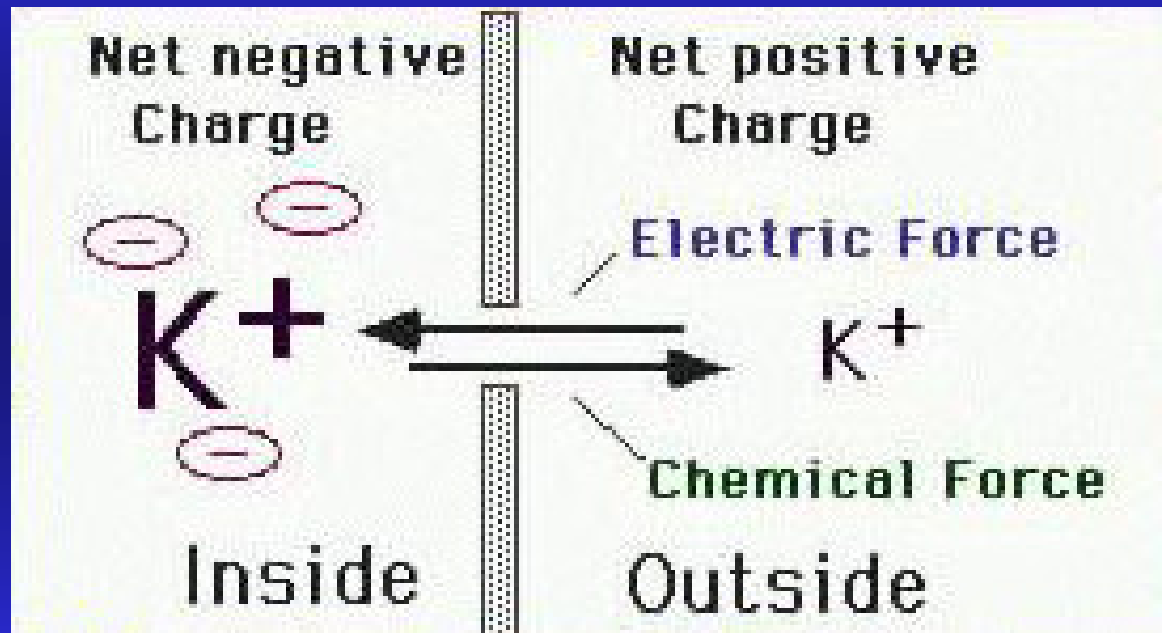 Net negative
Charge
Net positive
Charge
−
−
Electric Force
K+
K+
−
Chemical Force
Inside
Outside